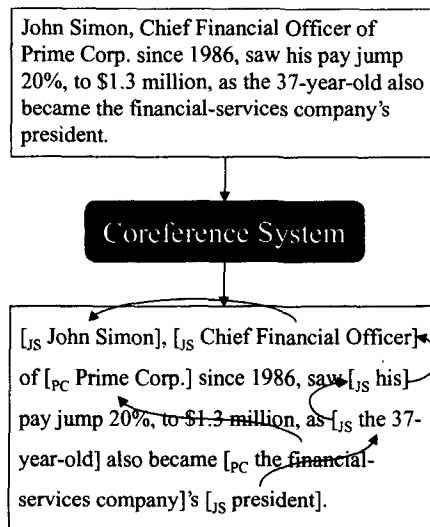 John Simon, Chief Financial Officer of
Prime Corp. since 1986, saw his pay jump
20%, to $1.3 million, as the 37-year-old also
became the financial-services company's
president.
Coreference System
[JS John Simon], [JS Chief Financial Officer]
of [PC Prime Corp.] since 1986, saw [JS his]
pay jump 20%, to $1.3 million, as [JS the 37-
year-old] also became [PC the financial-
services company]'s [JS president].